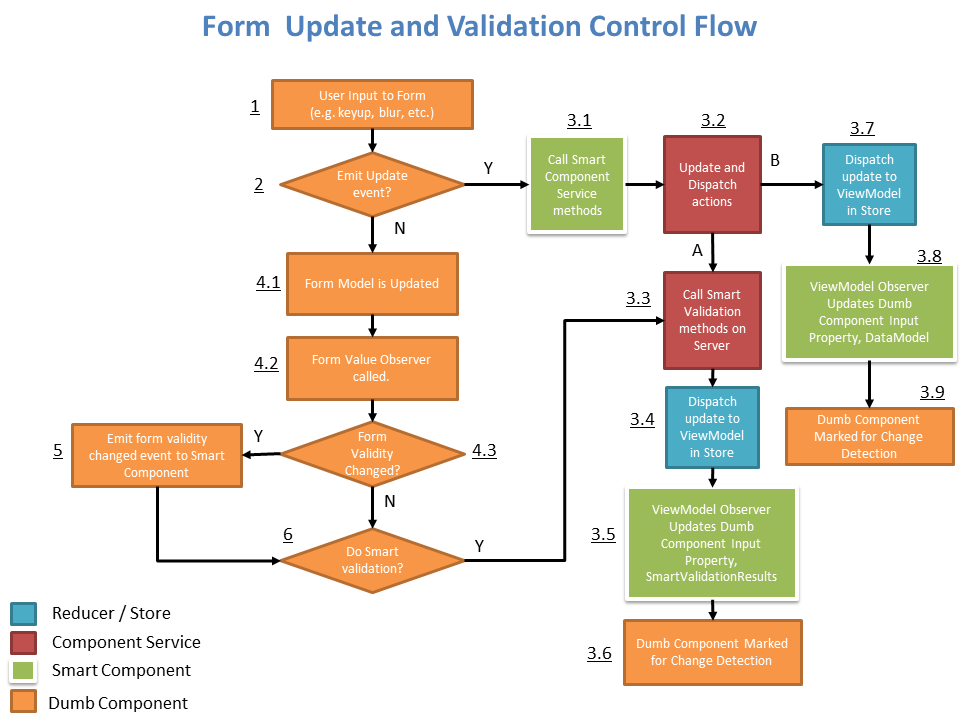 Form  Update and Validation Control Flow
1
User Input to Form
(e.g. keyup, blur, etc.)
2
Emit Update
event?
Y
N
3.1
Call Smart
Component
Service
methods
3.2
Update and
Dispatch
actions
B
A
3.7
Dispatch
update to
ViewModel
in Store
3.8
ViewModel Observer
Updates Dumb
Component Input
Property, DataModel
3.9
Dumb Component
Marked for Change
Detection
4.1
Form Model is Updated
3.3
Call Smart
Validation
methods on
Server
4.2
Form Value Observer
called.
3.4
Dispatch
update to
ViewModel
in Store
4.3
Form
Validity
Changed?
Y
N
5
Emit form validity
changed event to Smart
Component
6
Do Smart
validation?
Y
3.5
ViewModel Observer
Updates Dumb
Component Input
Property,
SmartValidationResults
3.6
Dumb Component Marked
for Change Detection
Reducer / Store
Component Service
Smart Component
Dumb Component